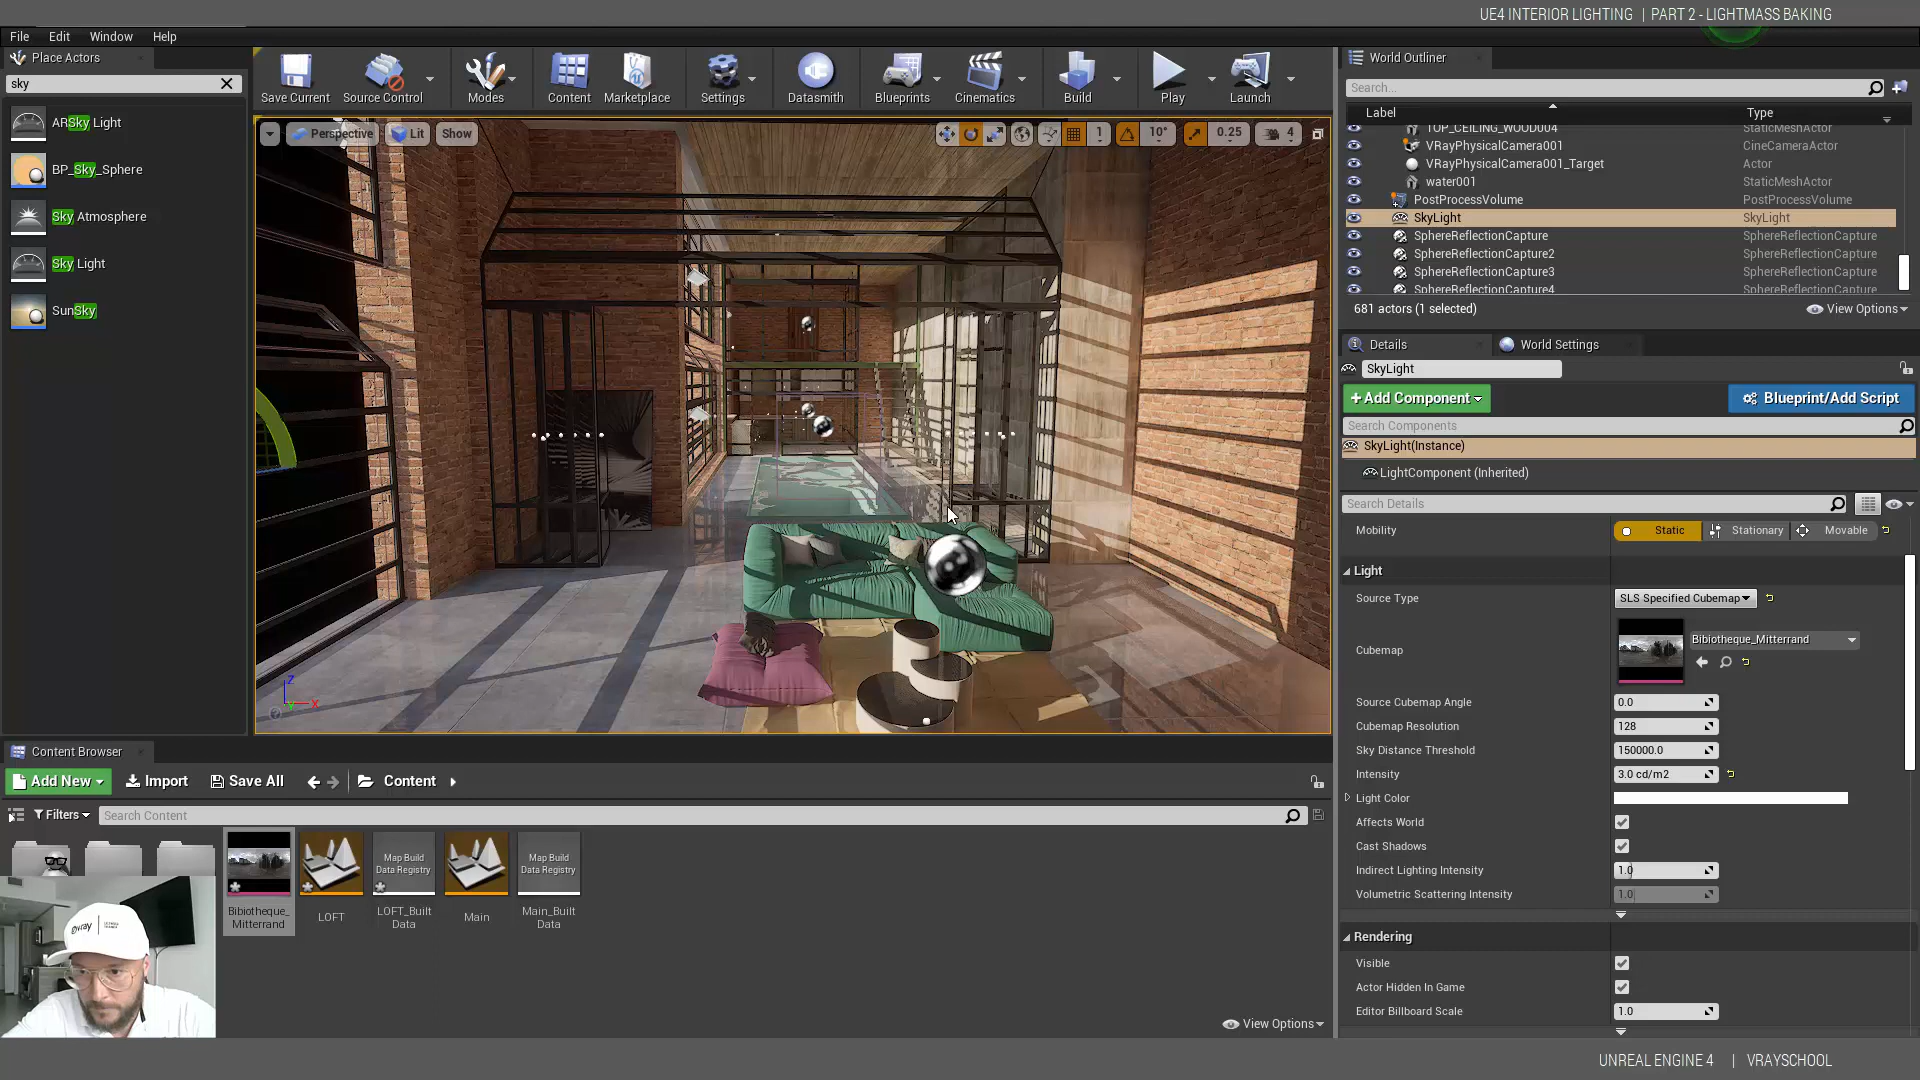 UE4 INTERIOR LIGHTING | PART 2 - LIGHTMASS BAKING
File Edit Window Help
Place Actors
sky
ARSky Light
BP_Sky_Sphere
Sky Atmosphere
Sky Light
SunSky
Save Current
Source Control
Modes
Content
Marketplace
Settings
Datasmith
Blueprints
Cinematics
Build
Play
Launch
Perspective Lit Show
1 10° 0.25 4
Z
X
Y
World Outliner
Search...
Label Type
TOP_CEILING_WOOD004 StaticMeshActor
VRayPhysicalCamera001 CineCameraActor
VRayPhysicalCamera001_Target Actor
water001 StaticMeshActor
PostProcessVolume PostProcessVolume
SkyLight SkyLight
SphereReflectionCapture SphereReflectionCapture
SphereReflectionCapture2 SphereReflectionCapture
SphereReflectionCapture3 SphereReflectionCapture
SphereReflectionCapture4 SphereReflectionCapture
681 actors (1 selected) View Options
Details World Settings
SkyLight
+Add Component Blueprint/Add Script
Search Components
SkyLight(Instance)
LightComponent (Inherited)
Search Details
Mobility Static Stationary Movable
Light
Source Type SLS Specified Cubemap
Cubemap Bibiotheque_Mitterrand
Source Cubemap Angle 0.0
Cubemap Resolution 128
Sky Distance Threshold 150000.0
Intensity 3.0 cd/m2
Light Color
Affects World
Cast Shadows
Indirect Lighting Intensity 1.0
Volumetric Scattering Intensity 1.0
Rendering
Visible
Actor Hidden In Game
Editor Billboard Scale 1.0
Content Browser
Add New Import Save All Content
Filters Search Content
Bibiotheque_
Mitterrand
LOFT
Map Build
Data Registry
LOFT_Built
Data
Main
Map Build
Data Registry
Main_Built
Data
View Options
vray
UNREAL ENGINE 4 | VRAYSCHOOL